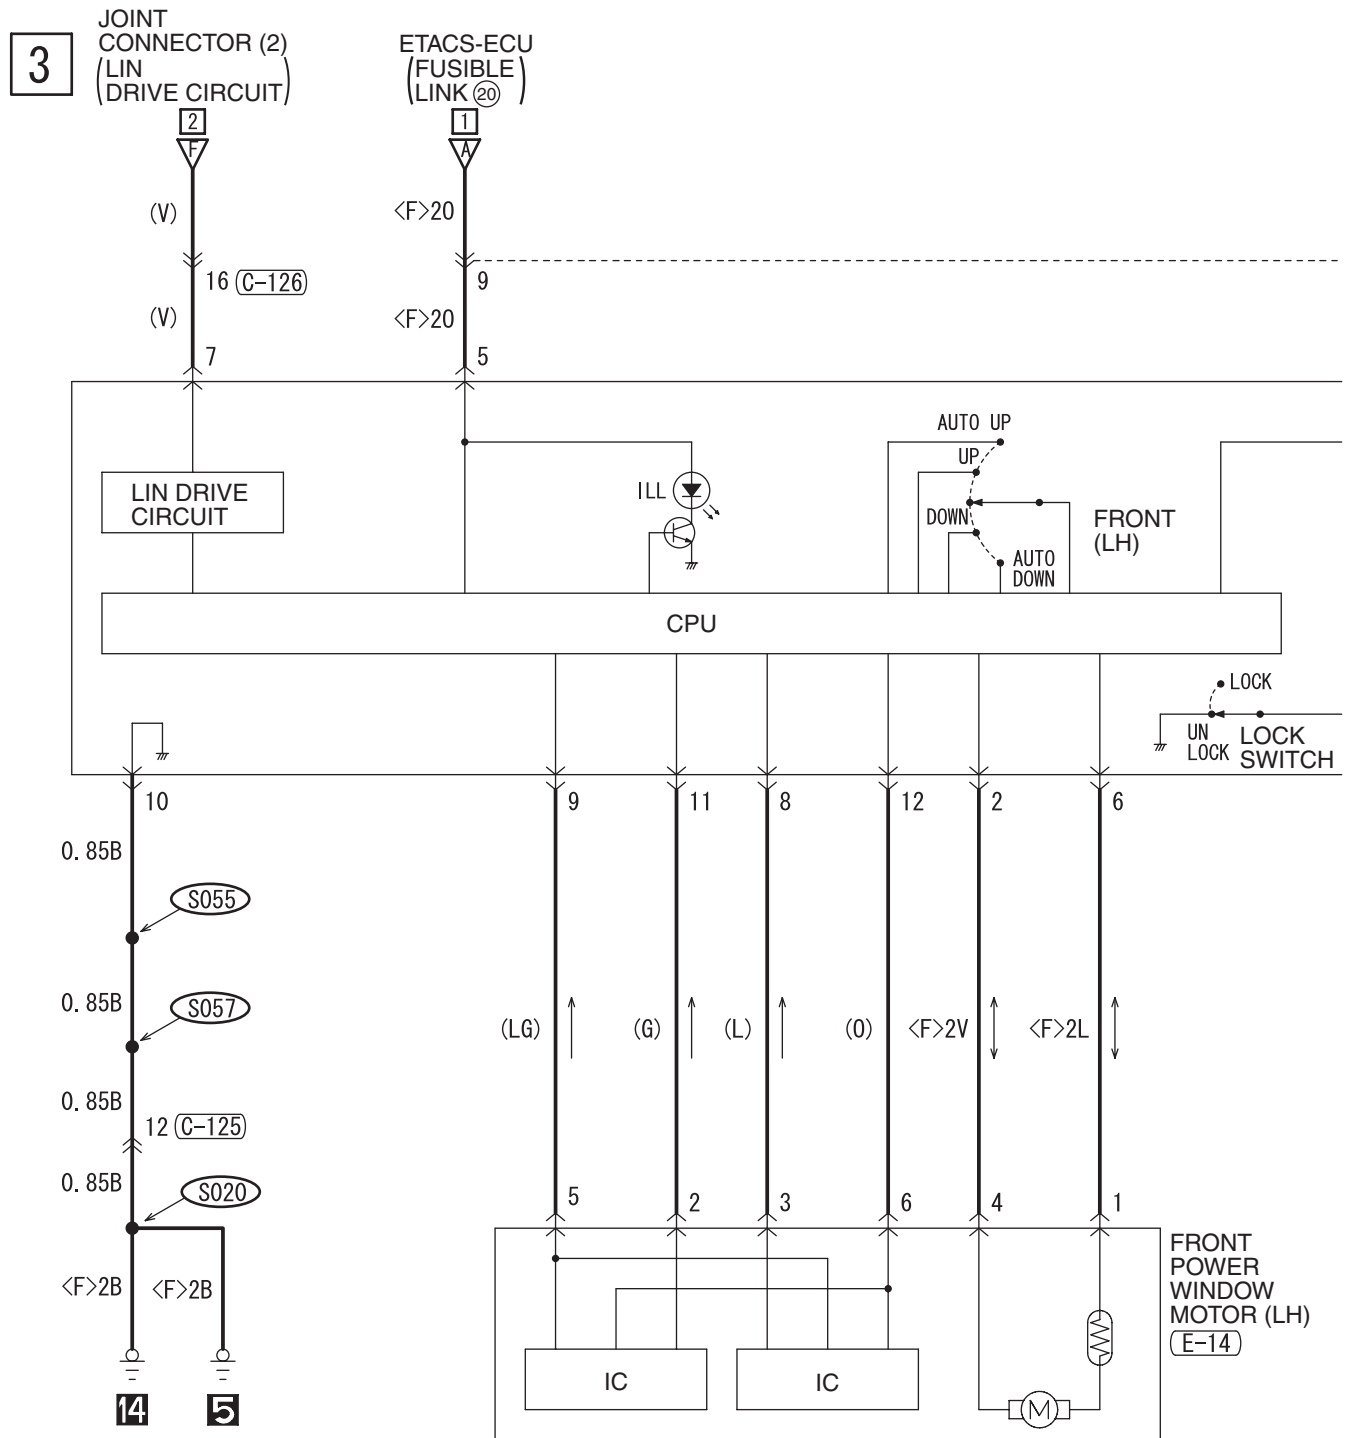 3
JOINT
CONNECTOR (2)
(LIN
DRIVE CIRCUIT)
ETACS-ECU
(FUSIBLE
LINK ⑳)
2
F
1
A
(V)
<F>20
16 C-126
9
(V)
<F>20
7
5
AUTO UP
UP
ILL
LIN DRIVE
CIRCUIT
DOWN
FRONT
(LH)
AUTO
DOWN
CPU
LOCK
UN
LOCK
LOCK
SWITCH
10
9
11
8
12
2
6
0.85B
S055
0.85B
S057
(LG)
(G)
(L)
(O)
<F>2V
<F>2L
0.85B
12 C-125
0.85B
S020
5
2
3
6
4
1
<F>2B
<F>2B
FRONT
POWER
WINDOW
MOTOR (LH)
E-14
IC
IC
M
14
5